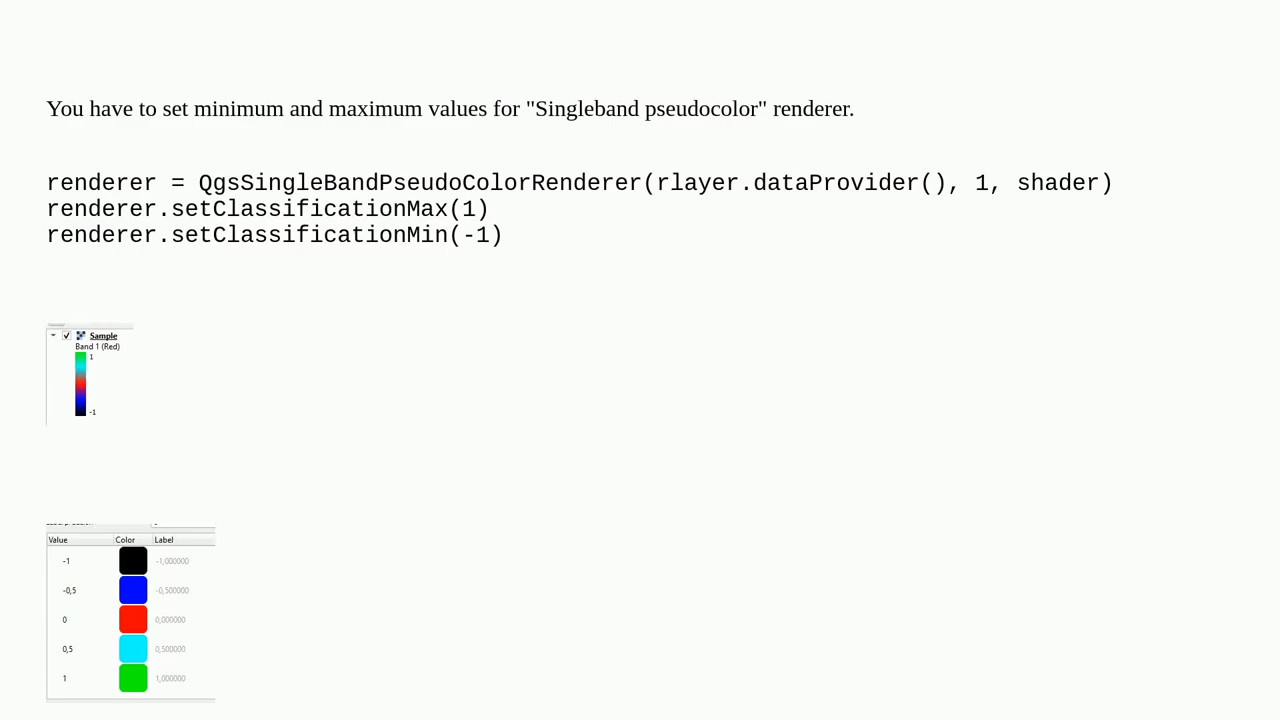 You have to set minimum and maximum values for "Singleband pseudocolor" renderer.
renderer = QgsSingleBandPseudoColorRenderer(rlayer.dataProvider(), 1, shader)
renderer.setClassificationMax(1)
renderer.setClassificationMin(-1)
Sample
Band 1 (Red)
1
-1
Value Color Label
-1 -1,000000
-0,5 -0,500000
0 0,000000
0,5 0,500000
1 1,000000